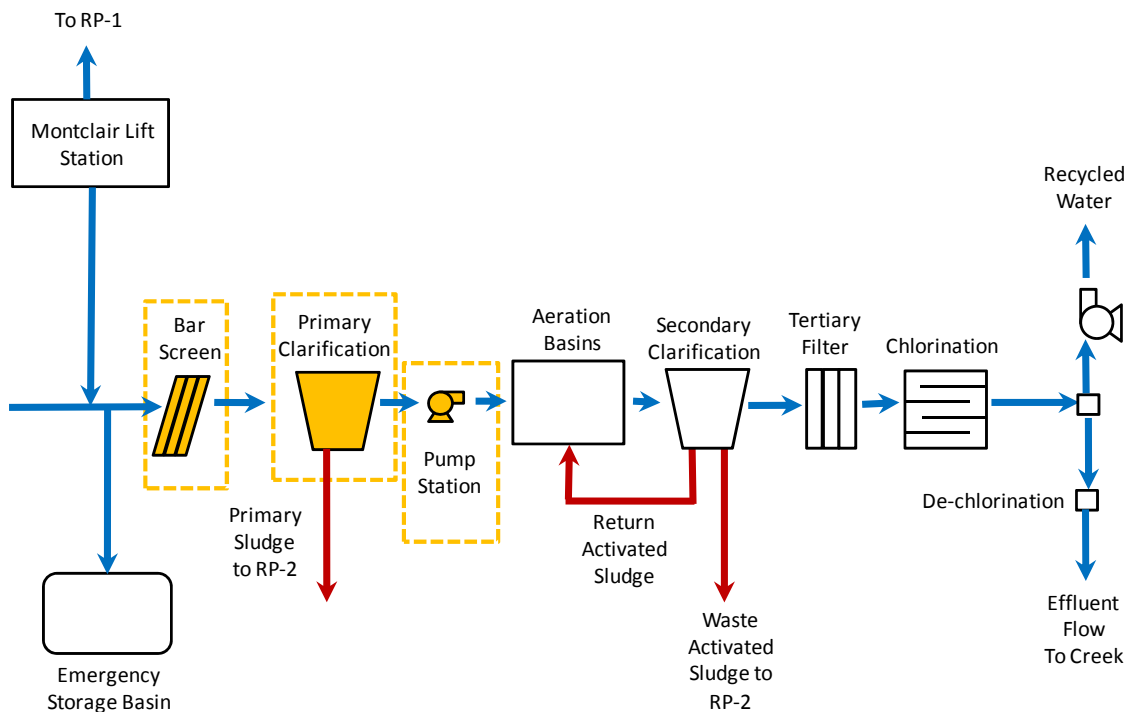 To RP-1
Montclair Lift
Station
Recycled
Water
Bar
Screen
Primary
Clarification
Aeration
Basins
Secondary
Clarification
Tertiary
Filter
Chlorination
Pump
Station
De-chlorination
Primary
Sludge
to RP-2
Return
Activated
Sludge
Waste
Activated
Sludge to
RP-2
Effluent
Flow
To Creek
Emergency
Storage Basin